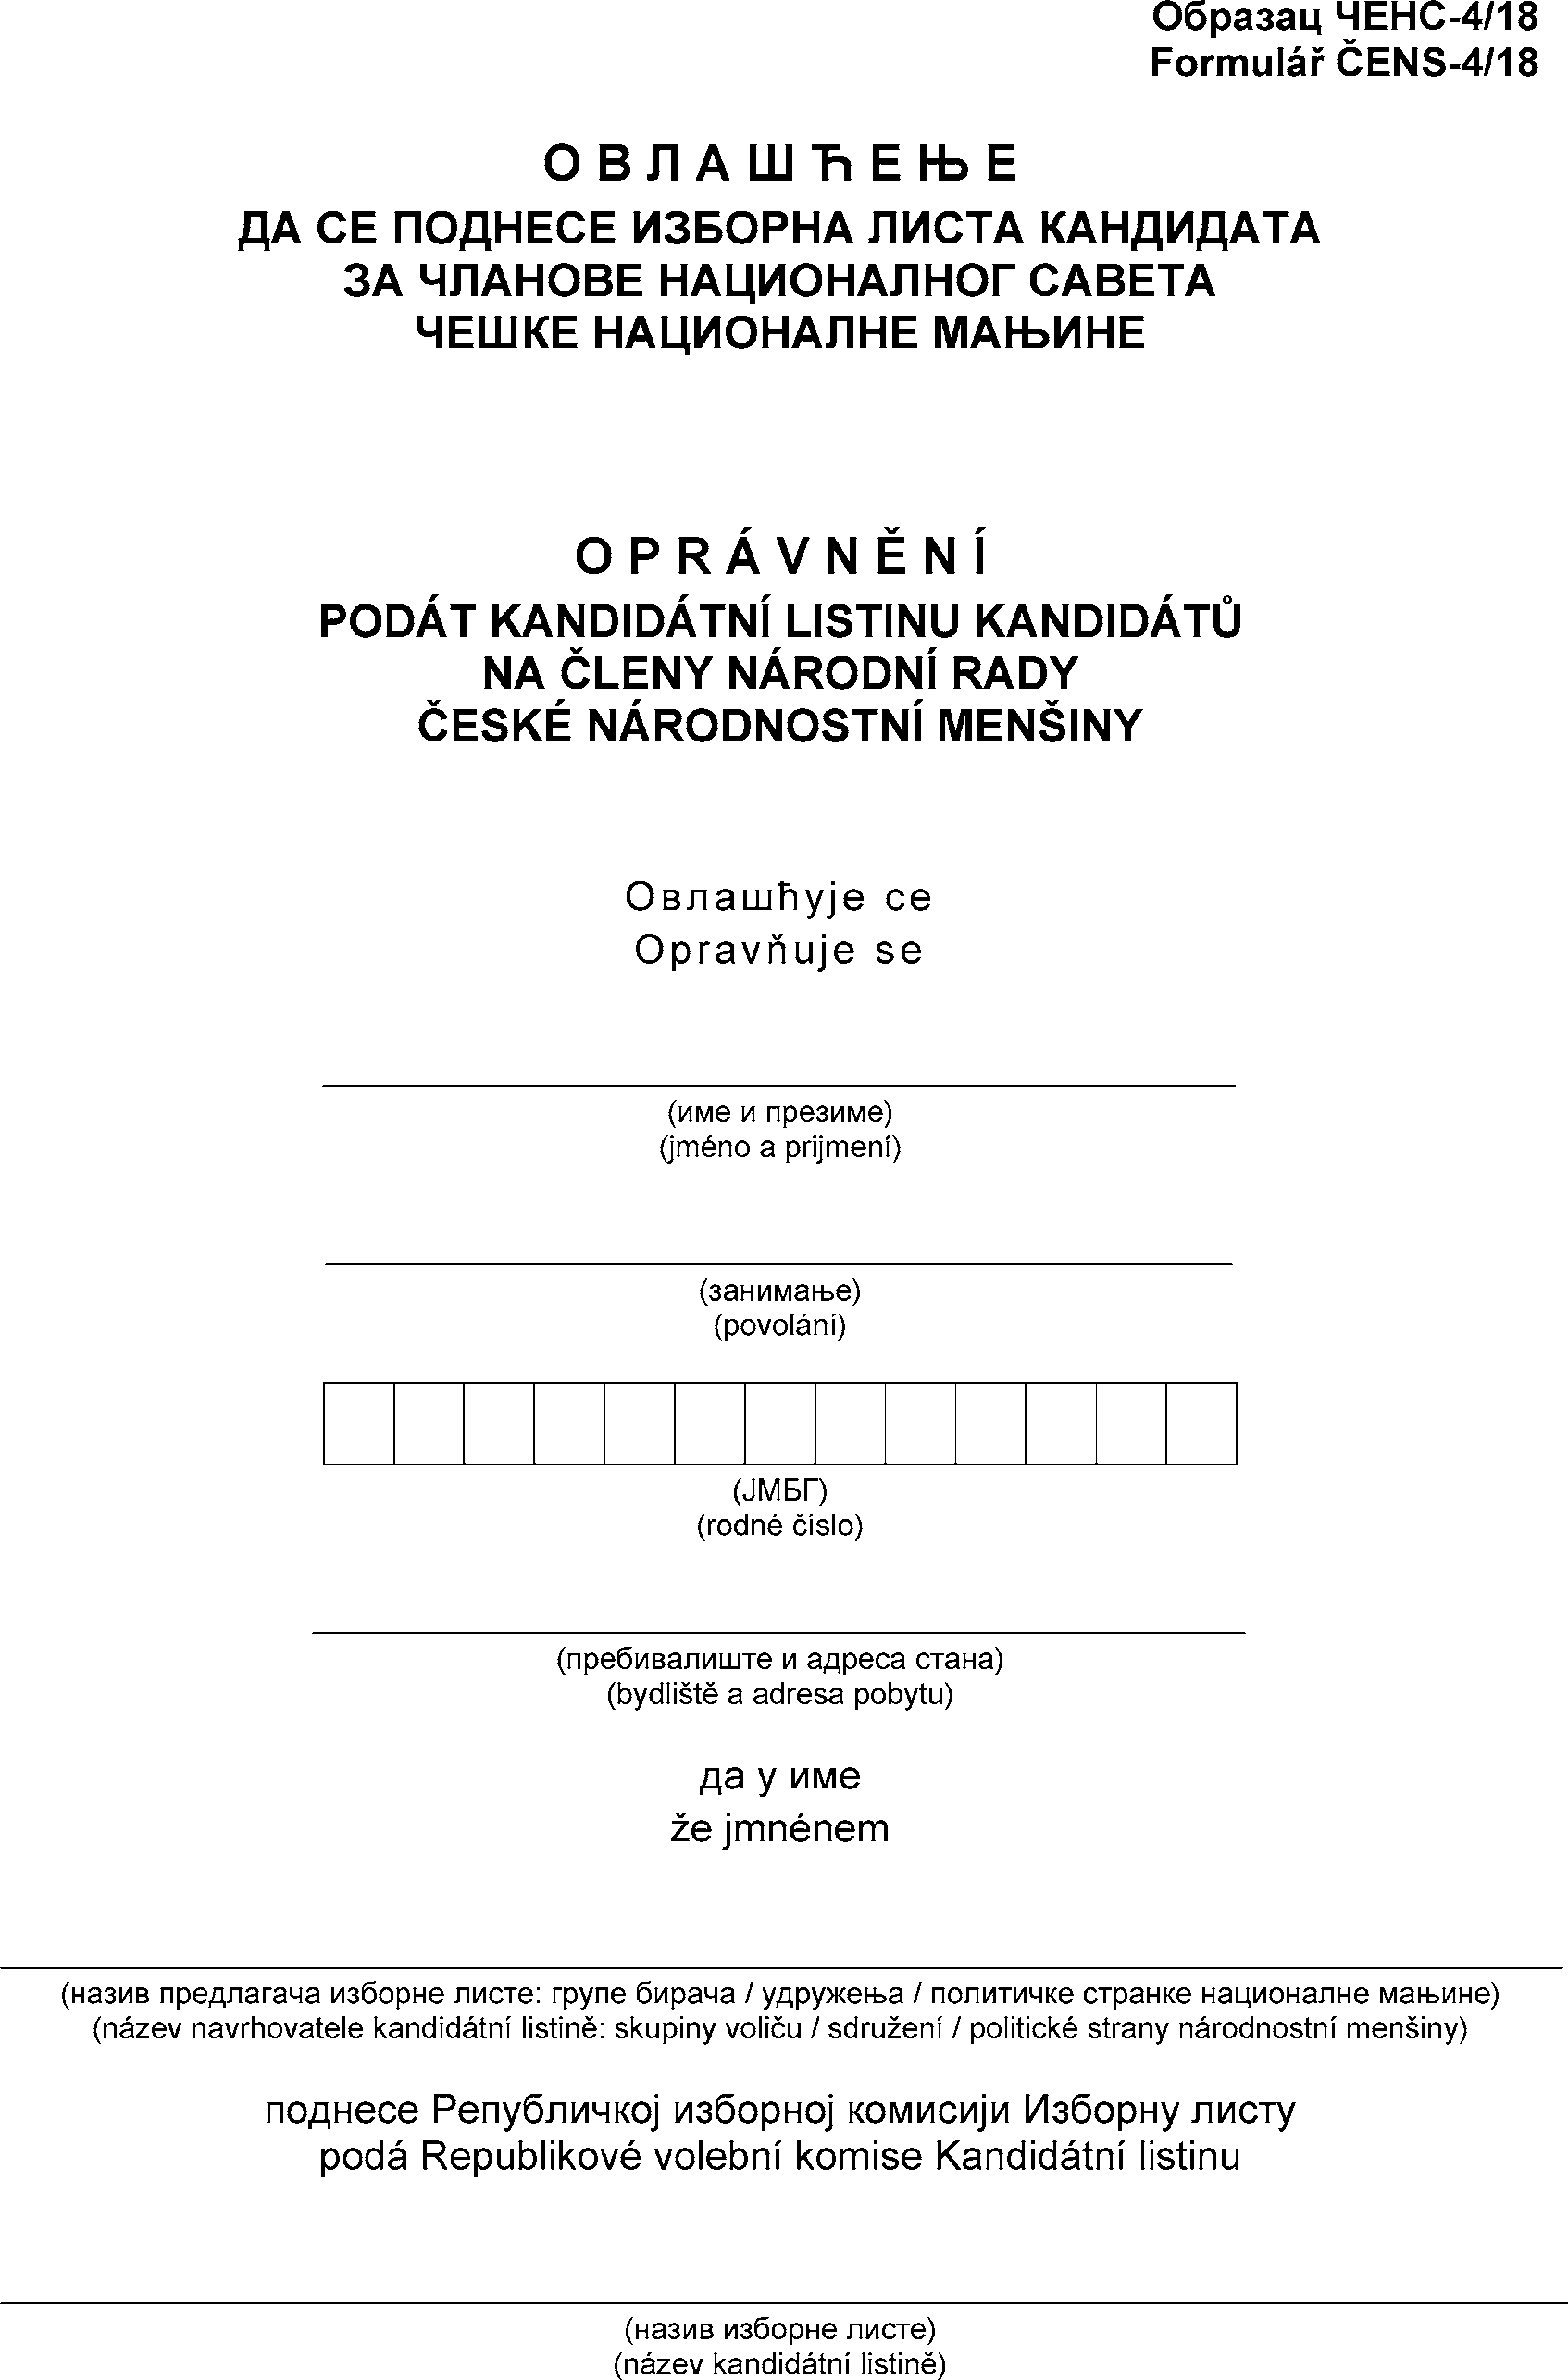 Образац ЧЕНС-4/18
Formulář ČENS-4/18
О В Л А Ш Ћ Е Њ Е
ДА СЕ ПОДНЕСЕ ИЗБОРНА ЛИСТА КАНДИДАТА
ЗА ЧЛАНОВЕ НАЦИОНАЛНОГ САВЕТА
ЧЕШКЕ НАЦИОНАЛНЕ МАЊИНЕ
O P R Á V N Ě N Í
PODÁT KANDIDÁTNÍ LISTINU KANDIDÁTŮ
NA ČLENY NÁRODNÍ RADY
ČESKÉ NÁRODNOSTNÍ MENŠINY
Овлашћује се
Opravňuje se
(име и презиме)
(jméno a prijmení)
(занимање)
(povolání)
(ЈМБГ)
(rodné číslo)
(пребивалиште и адреса стана)
(bydliště a adresa pobytu)
да у име
že jmnénem
(назив предлагача изборне листе: групе бирача / удружења / политичке странке националне мањине)
(název navrhovatele kandidátní listině: skupiny voliču / sdružení / politické strany národnostní menšiny)
поднесе Републичкој изборној комисији Изборну листу
podá Republikové volební komise Kandidátní listinu
(назив изборне листе)
(název kandidátní listině)